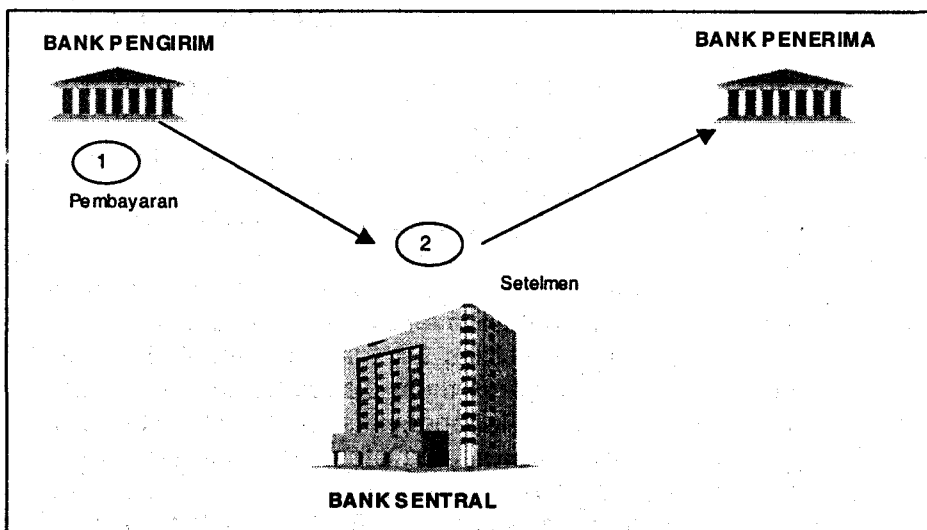 BANK PENGIRIM
BANK PENERIMA
1
Pembayaran
2
Setelmen
BANK SENTRAL